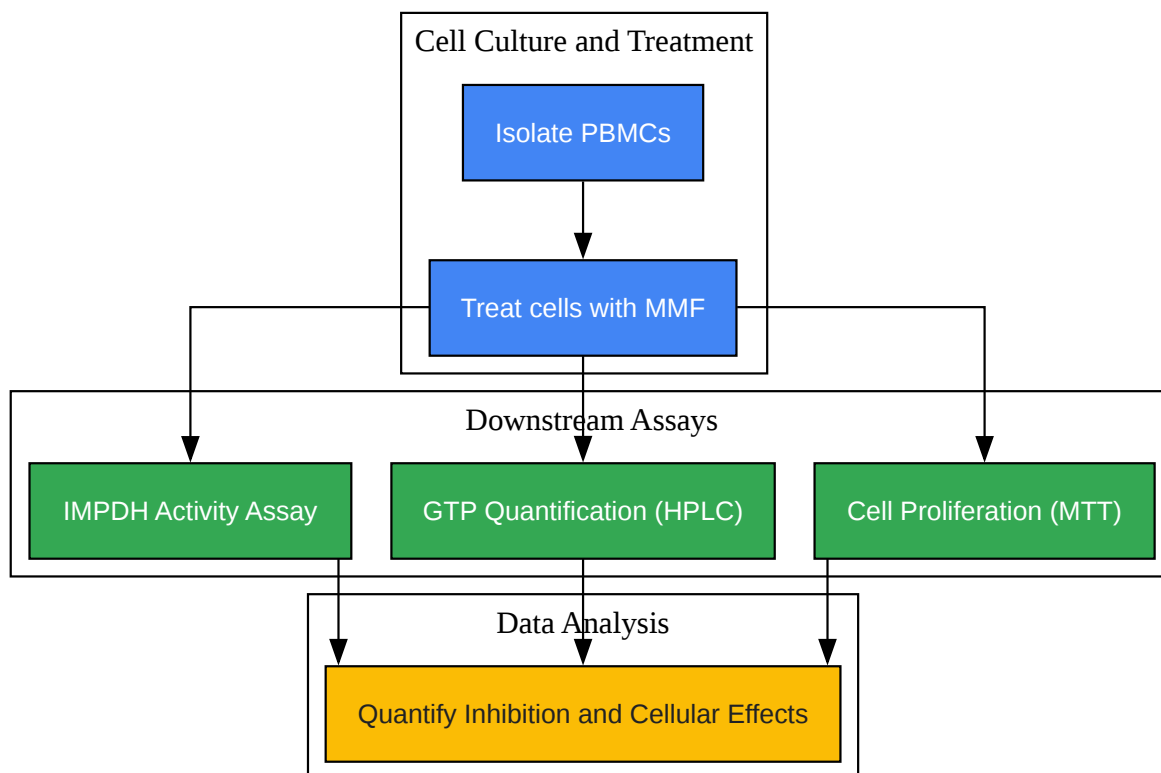 Cell Culture and Treatment
Isolate PBMCs
Treat cells with MMF
Downstream Assays
IMPDH Activity Assay
GTP Quantification (HPLC)
Cell Proliferation (MTT)
Data Analysis
Quantify Inhibition and Cellular Effects